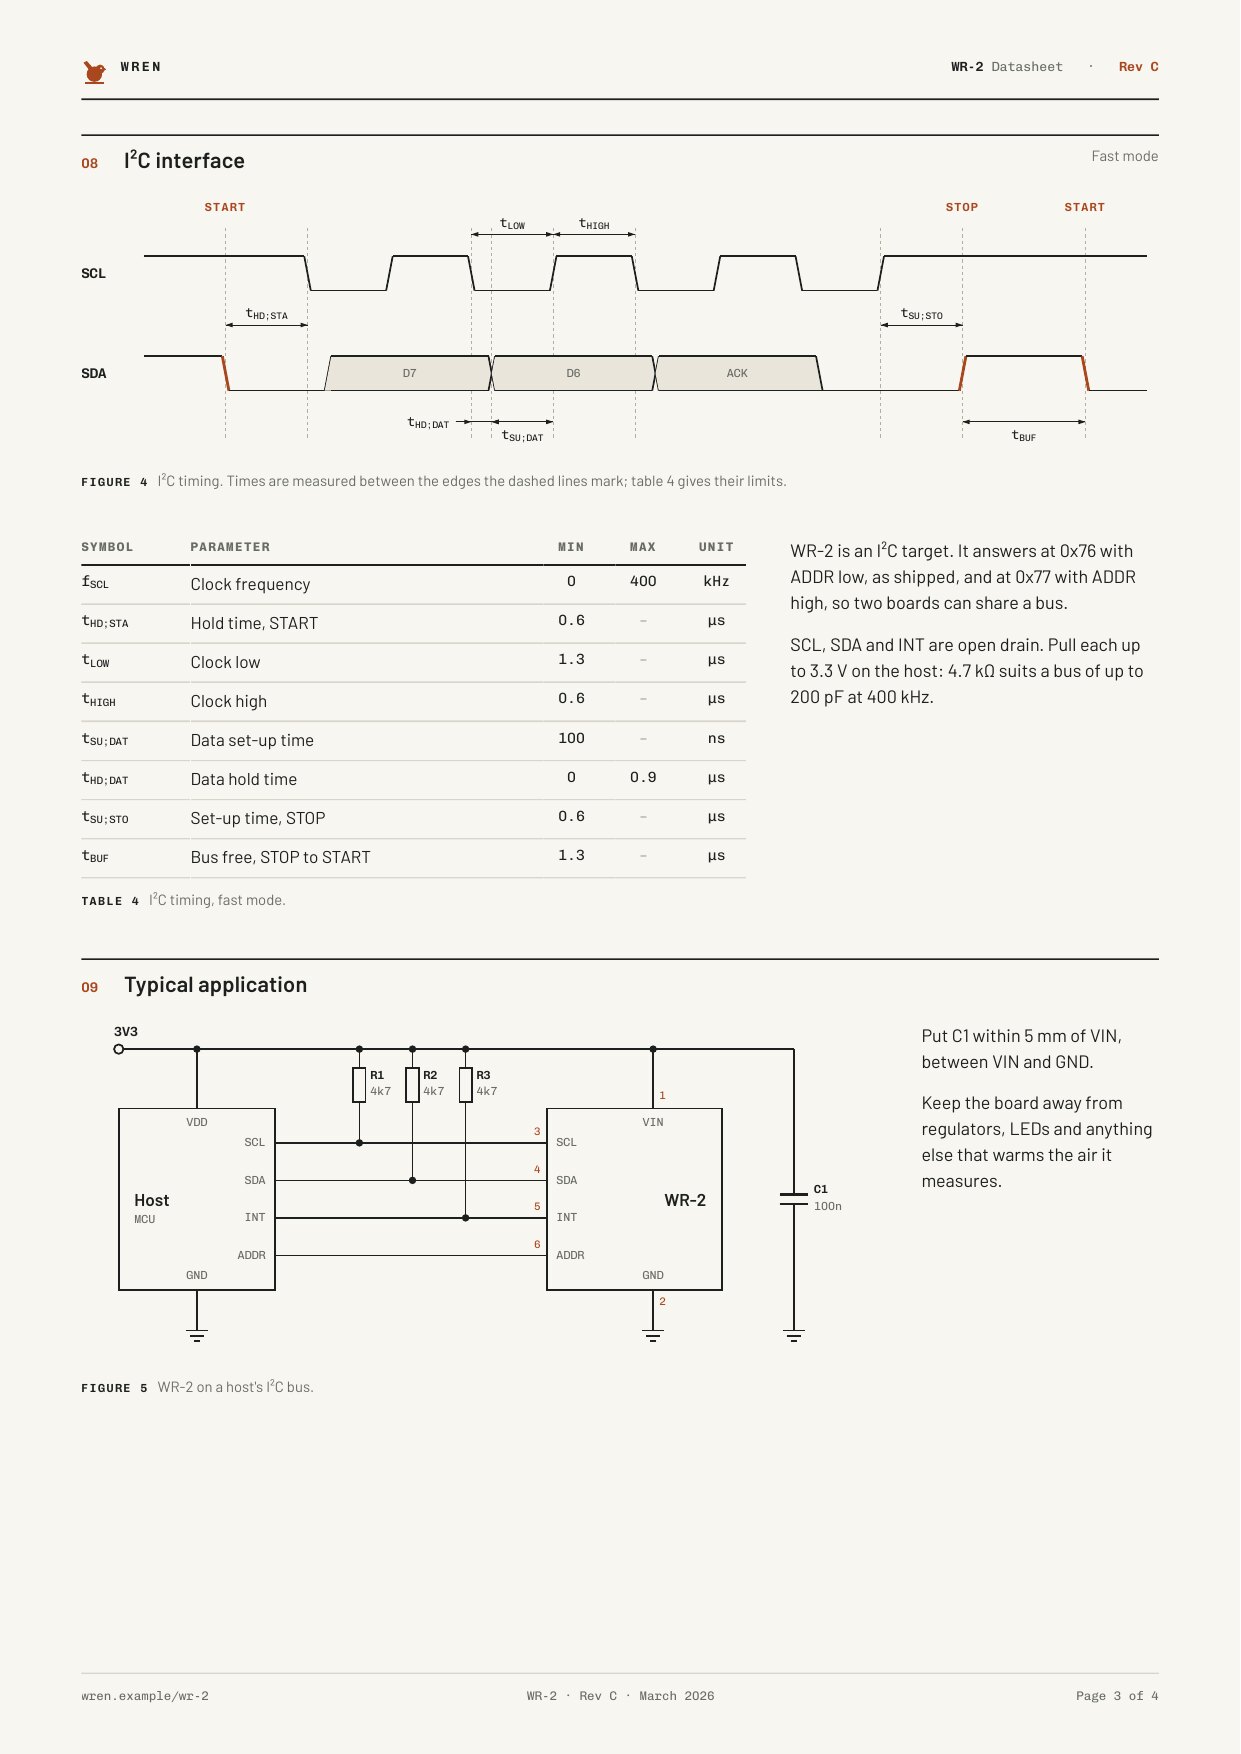 WREN
WR-2 Datasheet · Rev C
08 I²C interface
Fast mode
START STOP START
tLOW tHIGH
SCL
tHD;STA tSU;STO
SDA D7 D6 ACK
tHD;DAT tSU;DAT tBUF
FIGURE 4 I²C timing. Times are measured between the edges the dashed lines mark; table 4 gives their limits.
SYMBOL PARAMETER MIN MAX UNIT
fSCL Clock frequency 0 400 kHz
tHD;STA Hold time, START 0.6 – µs
tLOW Clock low 1.3 – µs
tHIGH Clock high 0.6 – µs
tSU;DAT Data set-up time 100 – ns
tHD;DAT Data hold time 0 0.9 µs
tSU;STO Set-up time, STOP 0.6 – µs
tBUF Bus free, STOP to START 1.3 – µs
TABLE 4 I²C timing, fast mode.
WR-2 is an I²C target. It answers at 0x76 with
ADDR low, as shipped, and at 0x77 with ADDR
high, so two boards can share a bus.
SCL, SDA and INT are open drain. Pull each up
to 3.3 V on the host: 4.7 kΩ suits a bus of up to
200 pF at 400 kHz.
09 Typical application
3V3
R1 R2 R3
4k7 4k7 4k7
1
VDD VIN
SCL 3 SCL
SDA 4 SDA
Host WR-2
MCU
INT 5 INT
ADDR 6 ADDR
GND GND
2
C1
100n
Put C1 within 5 mm of VIN,
between VIN and GND.
Keep the board away from
regulators, LEDs and anything
else that warms the air it
measures.
FIGURE 5 WR-2 on a host's I²C bus.
wren.example/wr-2
WR-2 · Rev C · March 2026
Page 3 of 4